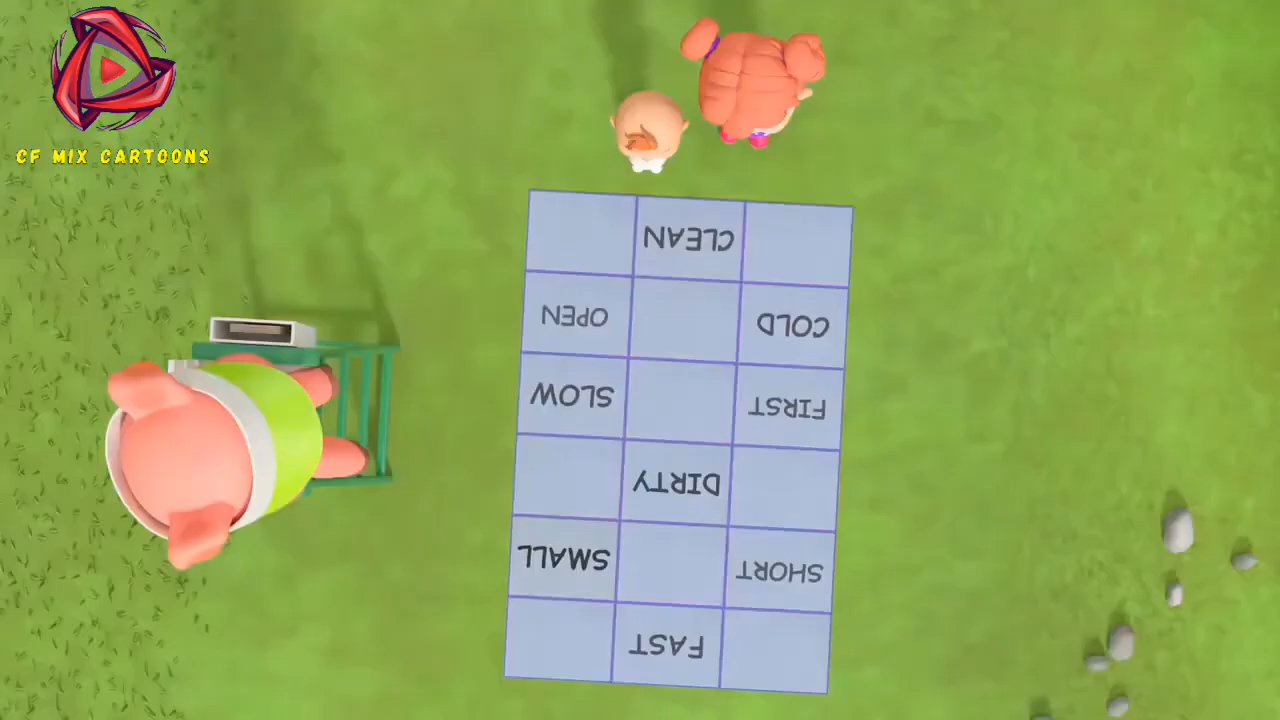 CF MIX CARTOONS
CLEAN
OPEN
COLD
SLOW
FIRST
DIRTY
SMALL
SHORT
FAST